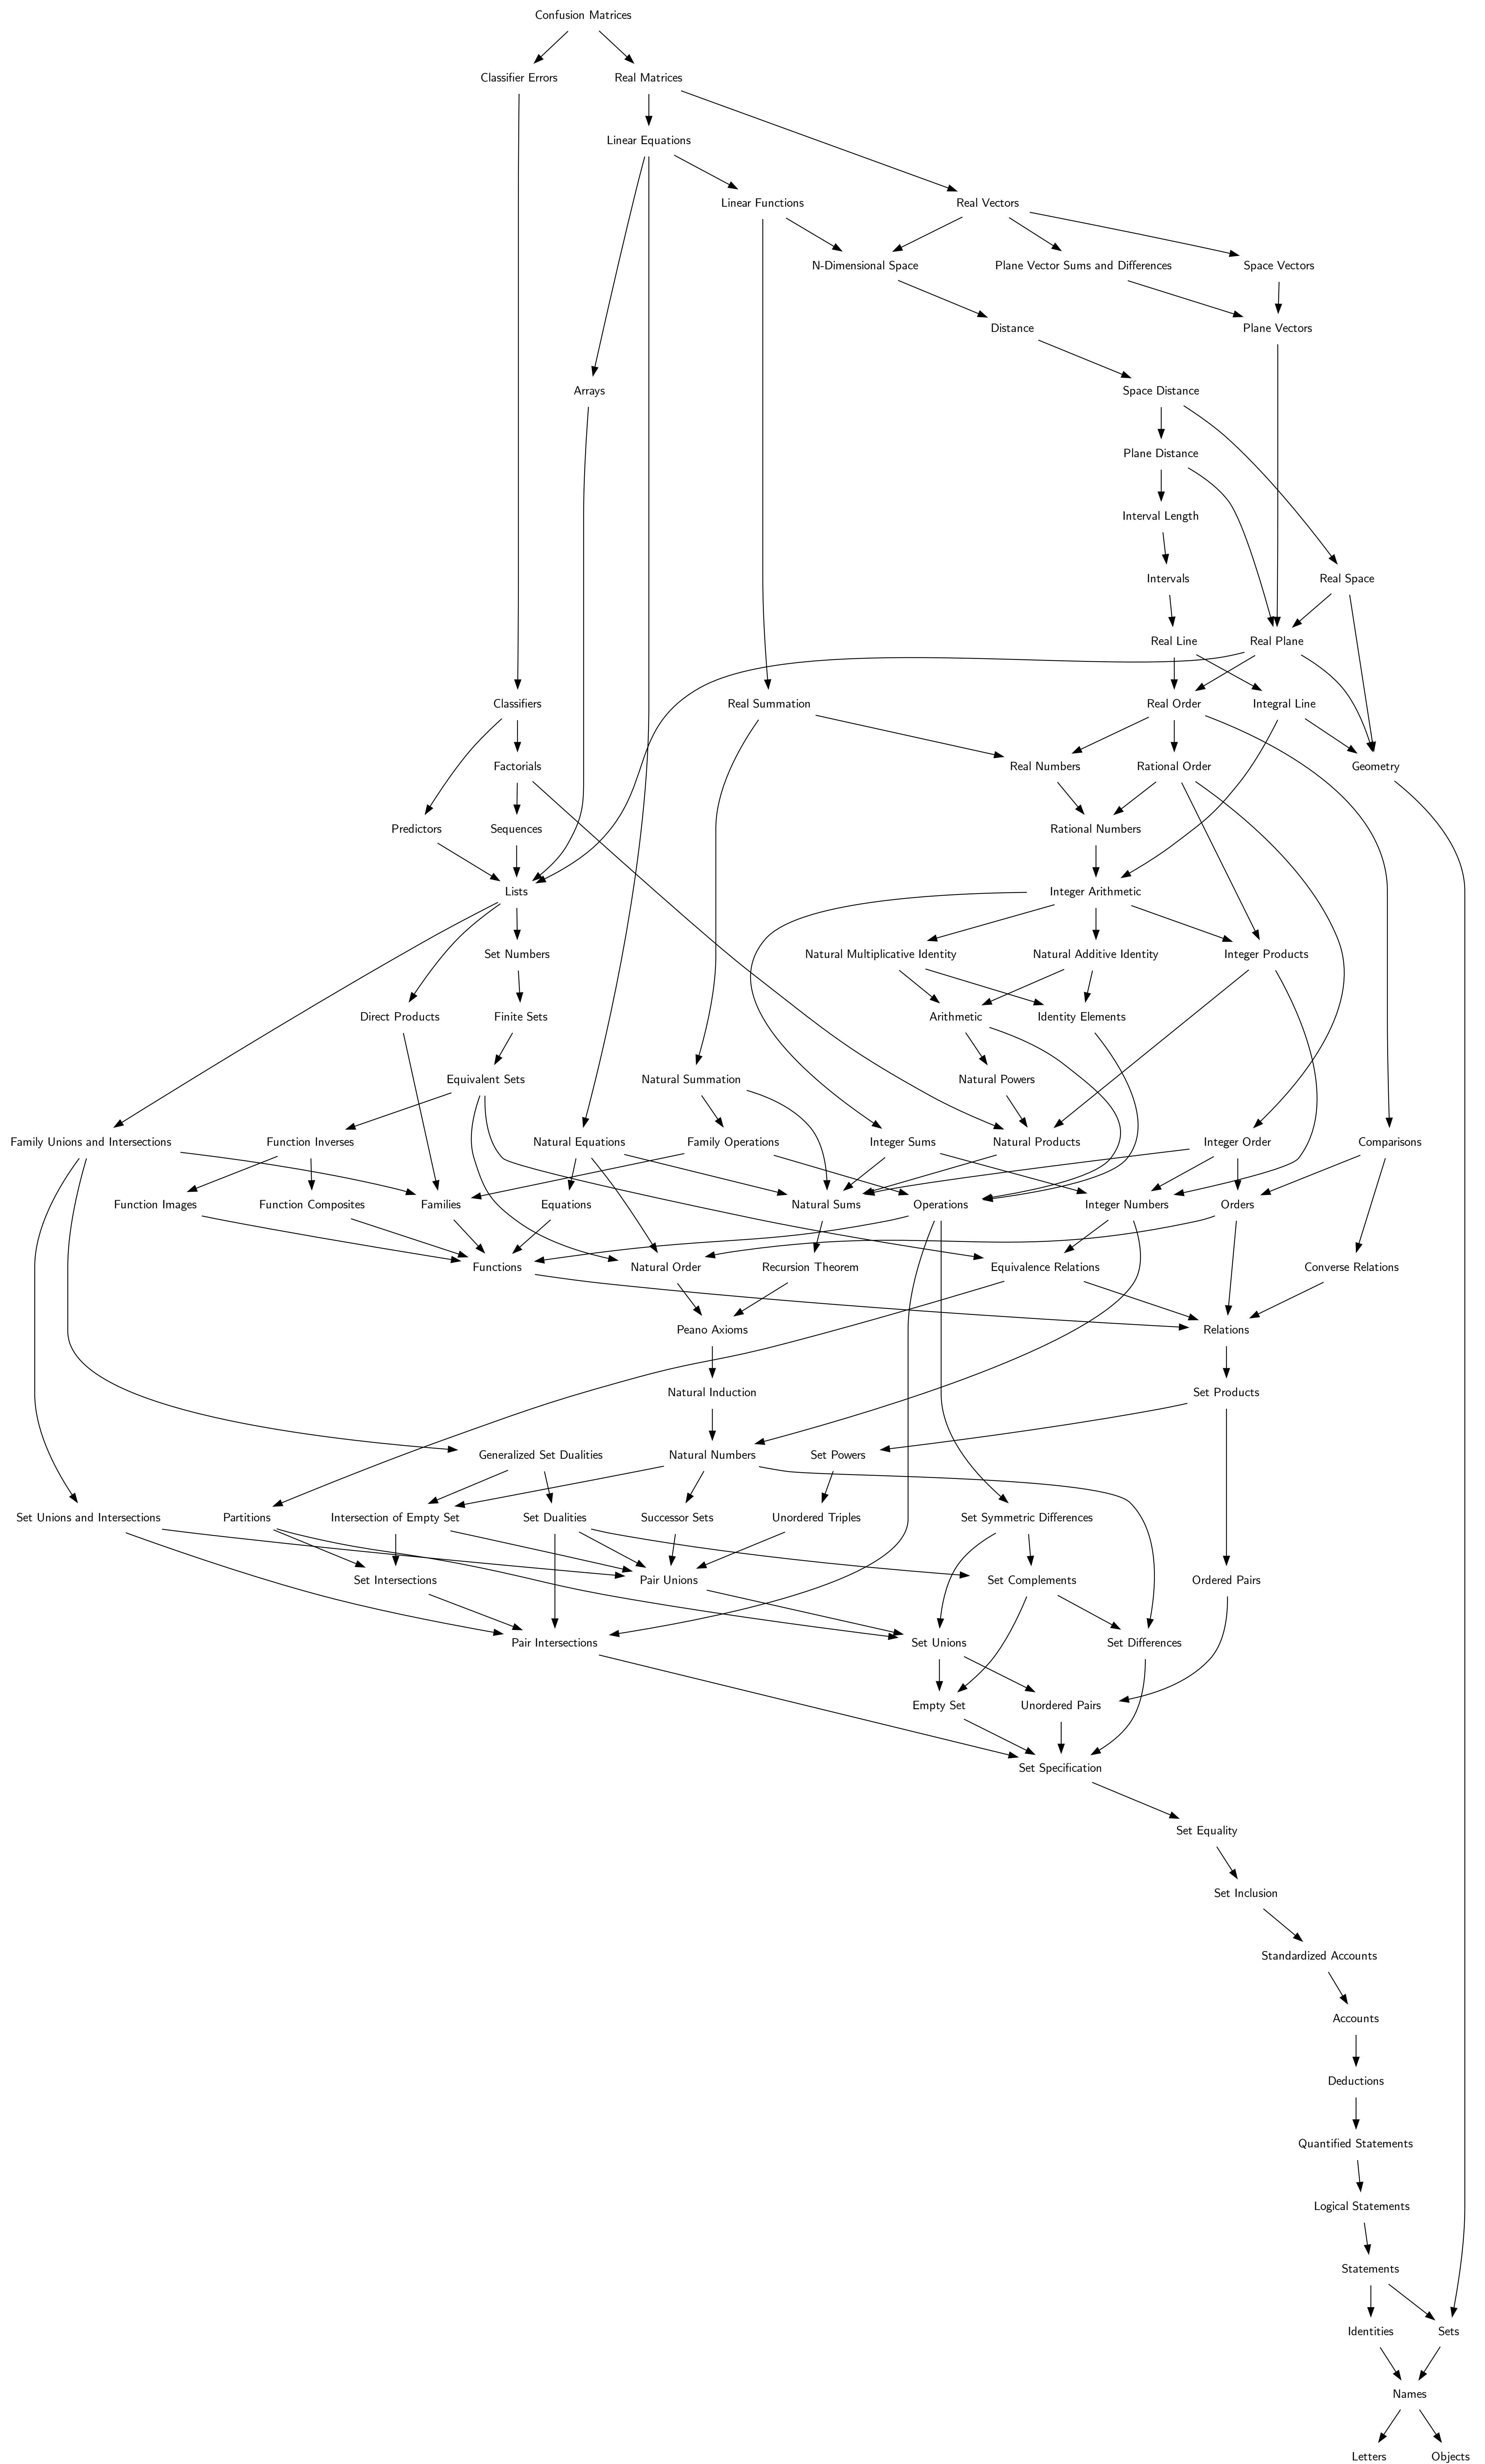 Confusion Matrices
Classifier Errors
Real Matrices
Linear Equations
Linear Functions
Real Vectors
N-Dimensional Space
Plane Vector Sums and Differences
Space Vectors
Distance
Plane Vectors
Arrays
Space Distance
Plane Distance
Interval Length
Intervals
Real Space
Real Line
Real Plane
Classifiers
Real Summation
Real Order
Integral Line
Factorials
Real Numbers
Rational Order
Geometry
Predictors
Sequences
Rational Numbers
Lists
Integer Arithmetic
Set Numbers
Natural Multiplicative Identity
Natural Additive Identity
Integer Products
Direct Products
Finite Sets
Arithmetic
Identity Elements
Equivalent Sets
Natural Summation
Natural Powers
Family Unions and Intersections
Function Inverses
Natural Equations
Family Operations
Integer Sums
Natural Products
Integer Order
Comparisons
Function Images
Function Composites
Families
Equations
Natural Sums
Operations
Integer Numbers
Orders
Functions
Natural Order
Recursion Theorem
Equivalence Relations
Converse Relations
Peano Axioms
Relations
Natural Induction
Set Products
Generalized Set Dualities
Natural Numbers
Set Powers
Set Unions and Intersections
Partitions
Intersection of Empty Set
Set Dualities
Successor Sets
Unordered Triples
Set Symmetric Differences
Set Intersections
Pair Unions
Set Complements
Ordered Pairs
Pair Intersections
Set Unions
Set Differences
Empty Set
Unordered Pairs
Set Specification
Set Equality
Set Inclusion
Standardized Accounts
Accounts
Deductions
Quantified Statements
Logical Statements
Statements
Identities
Sets
Names
Letters
Objects